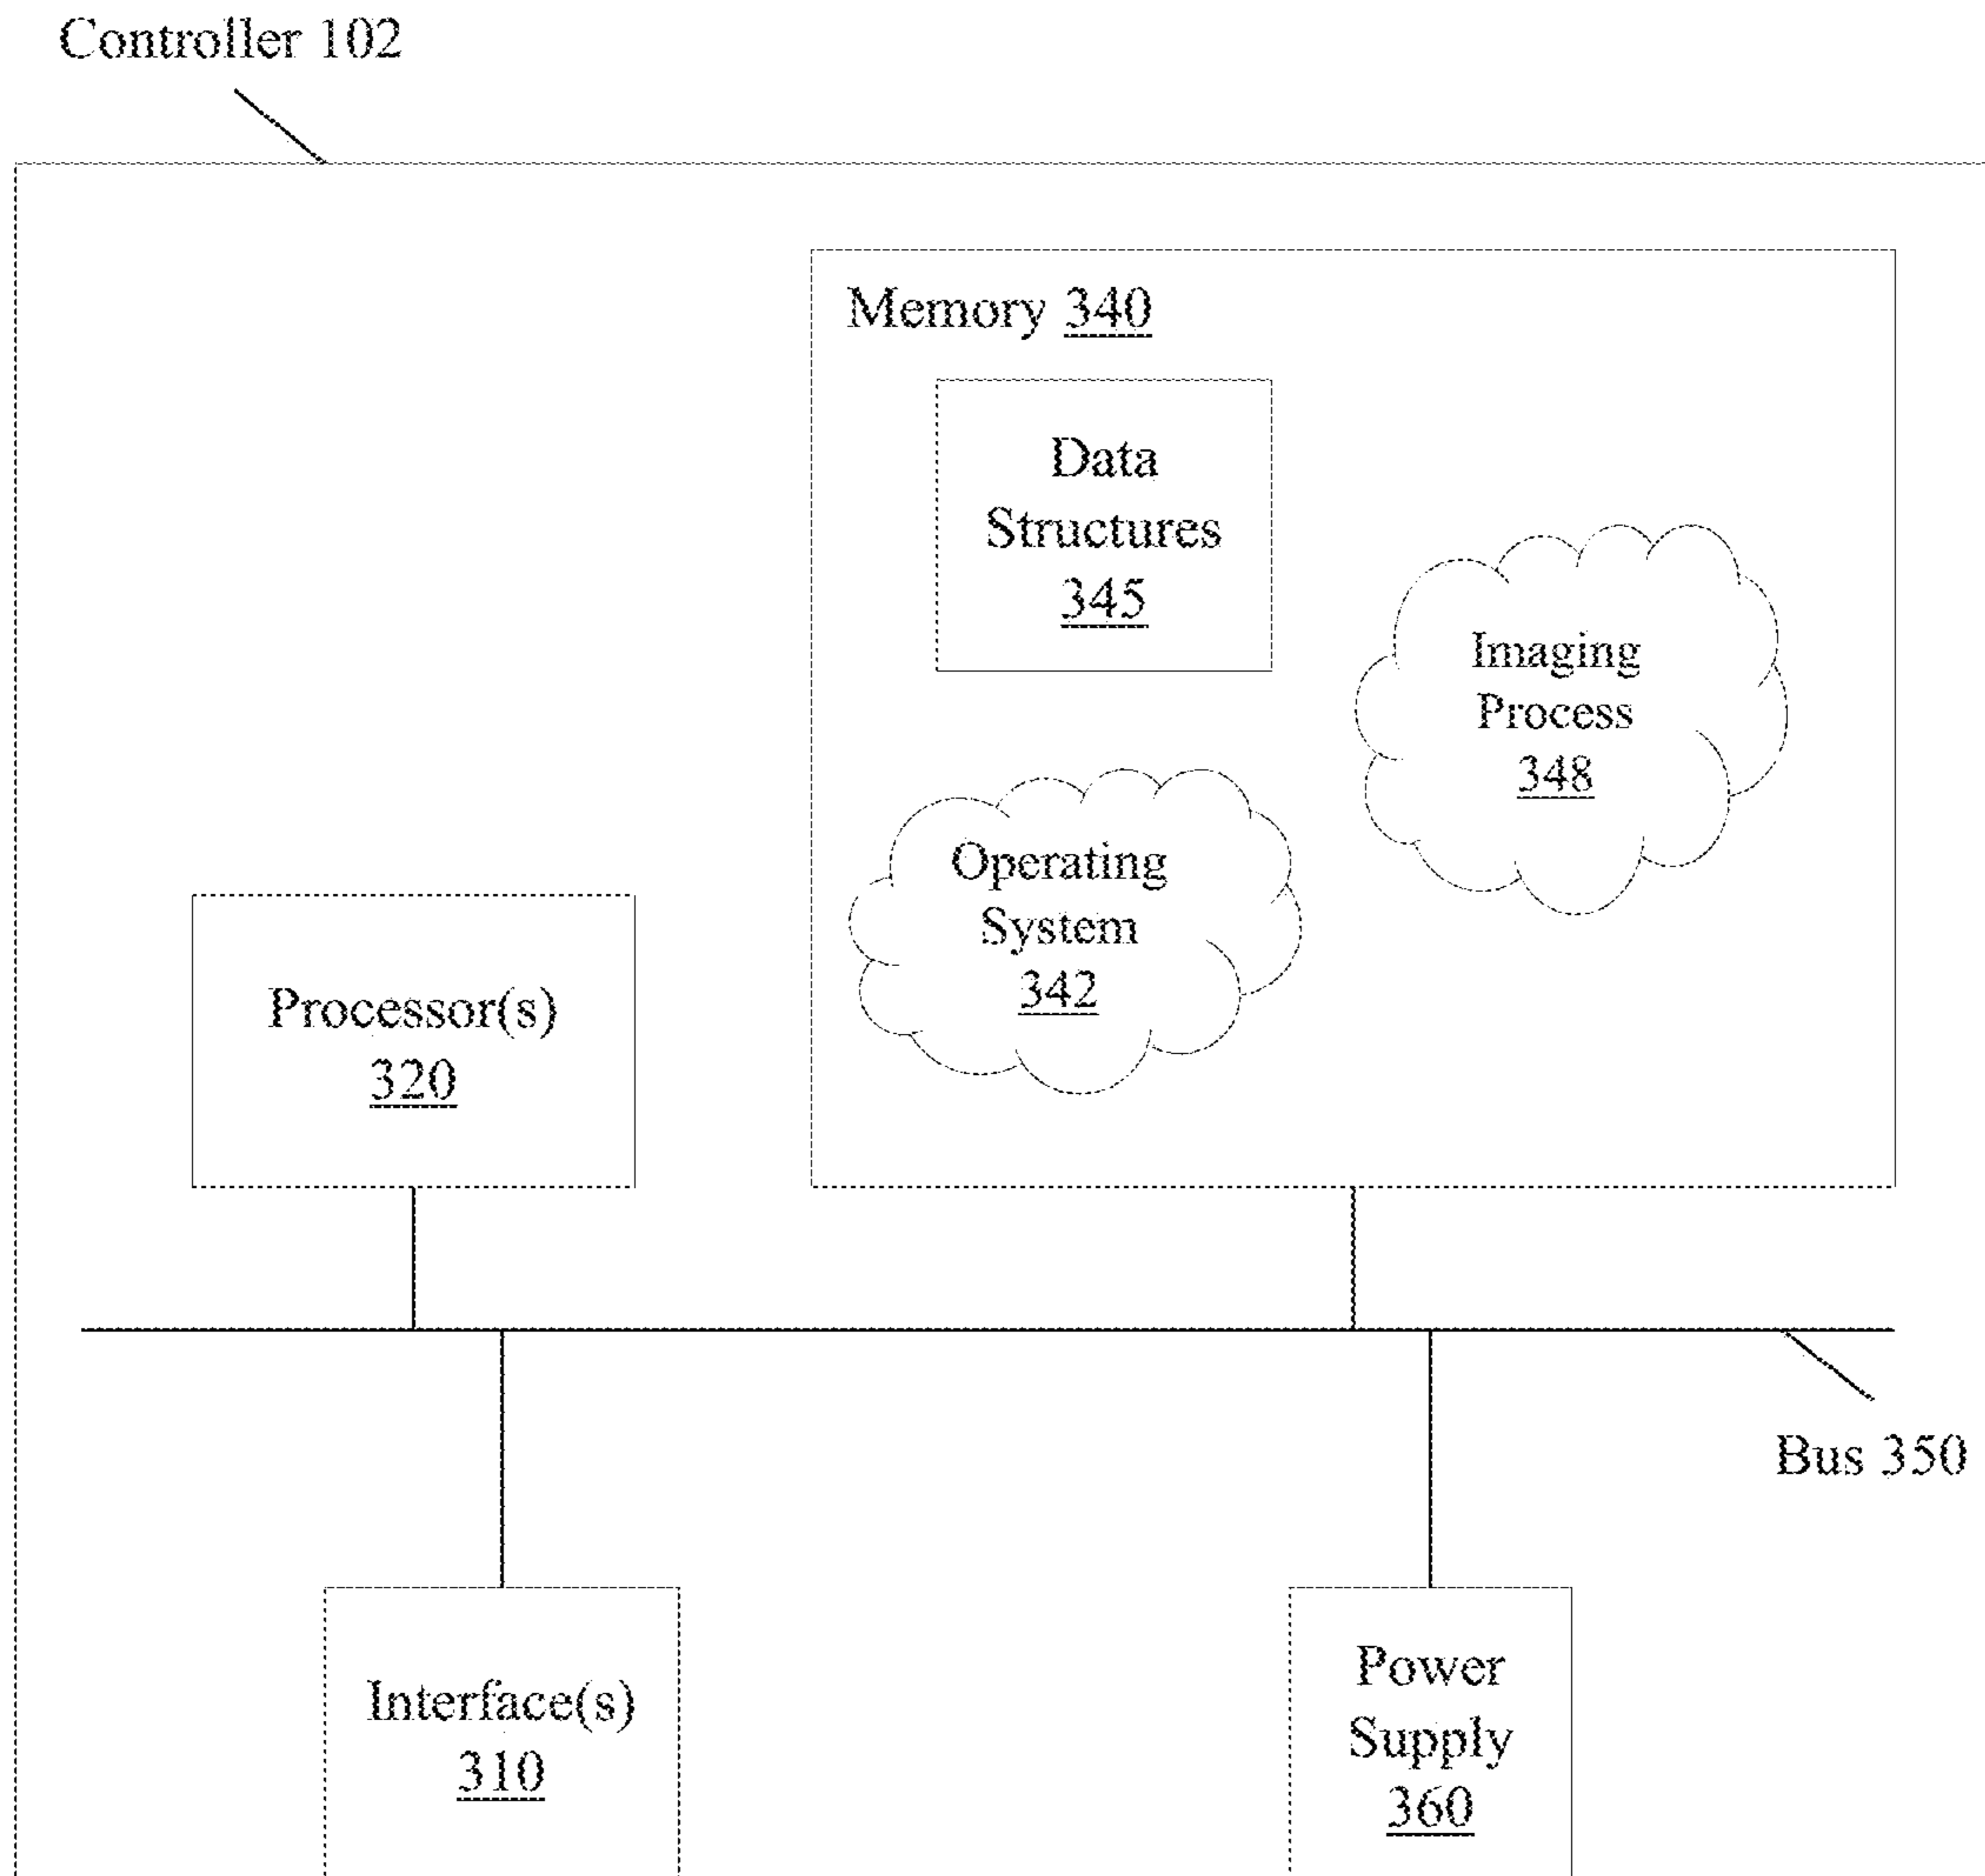 Controller 102
Memory 340
Data
Structures
345
Imaging
Process
348
Operating
System
342
Processor(s)
320
Bus 350
Interface(s)
310
Power
Supply
360